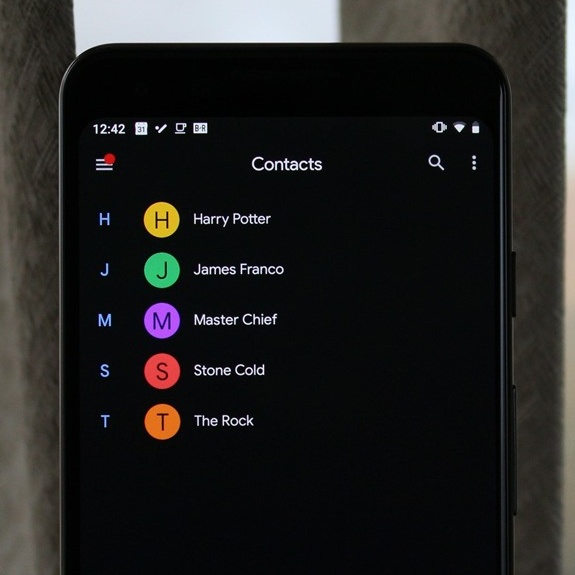 12:42 31 B·R
Contacts
H H Harry Potter
J J James Franco
M M Master Chief
S S Stone Cold
T T The Rock